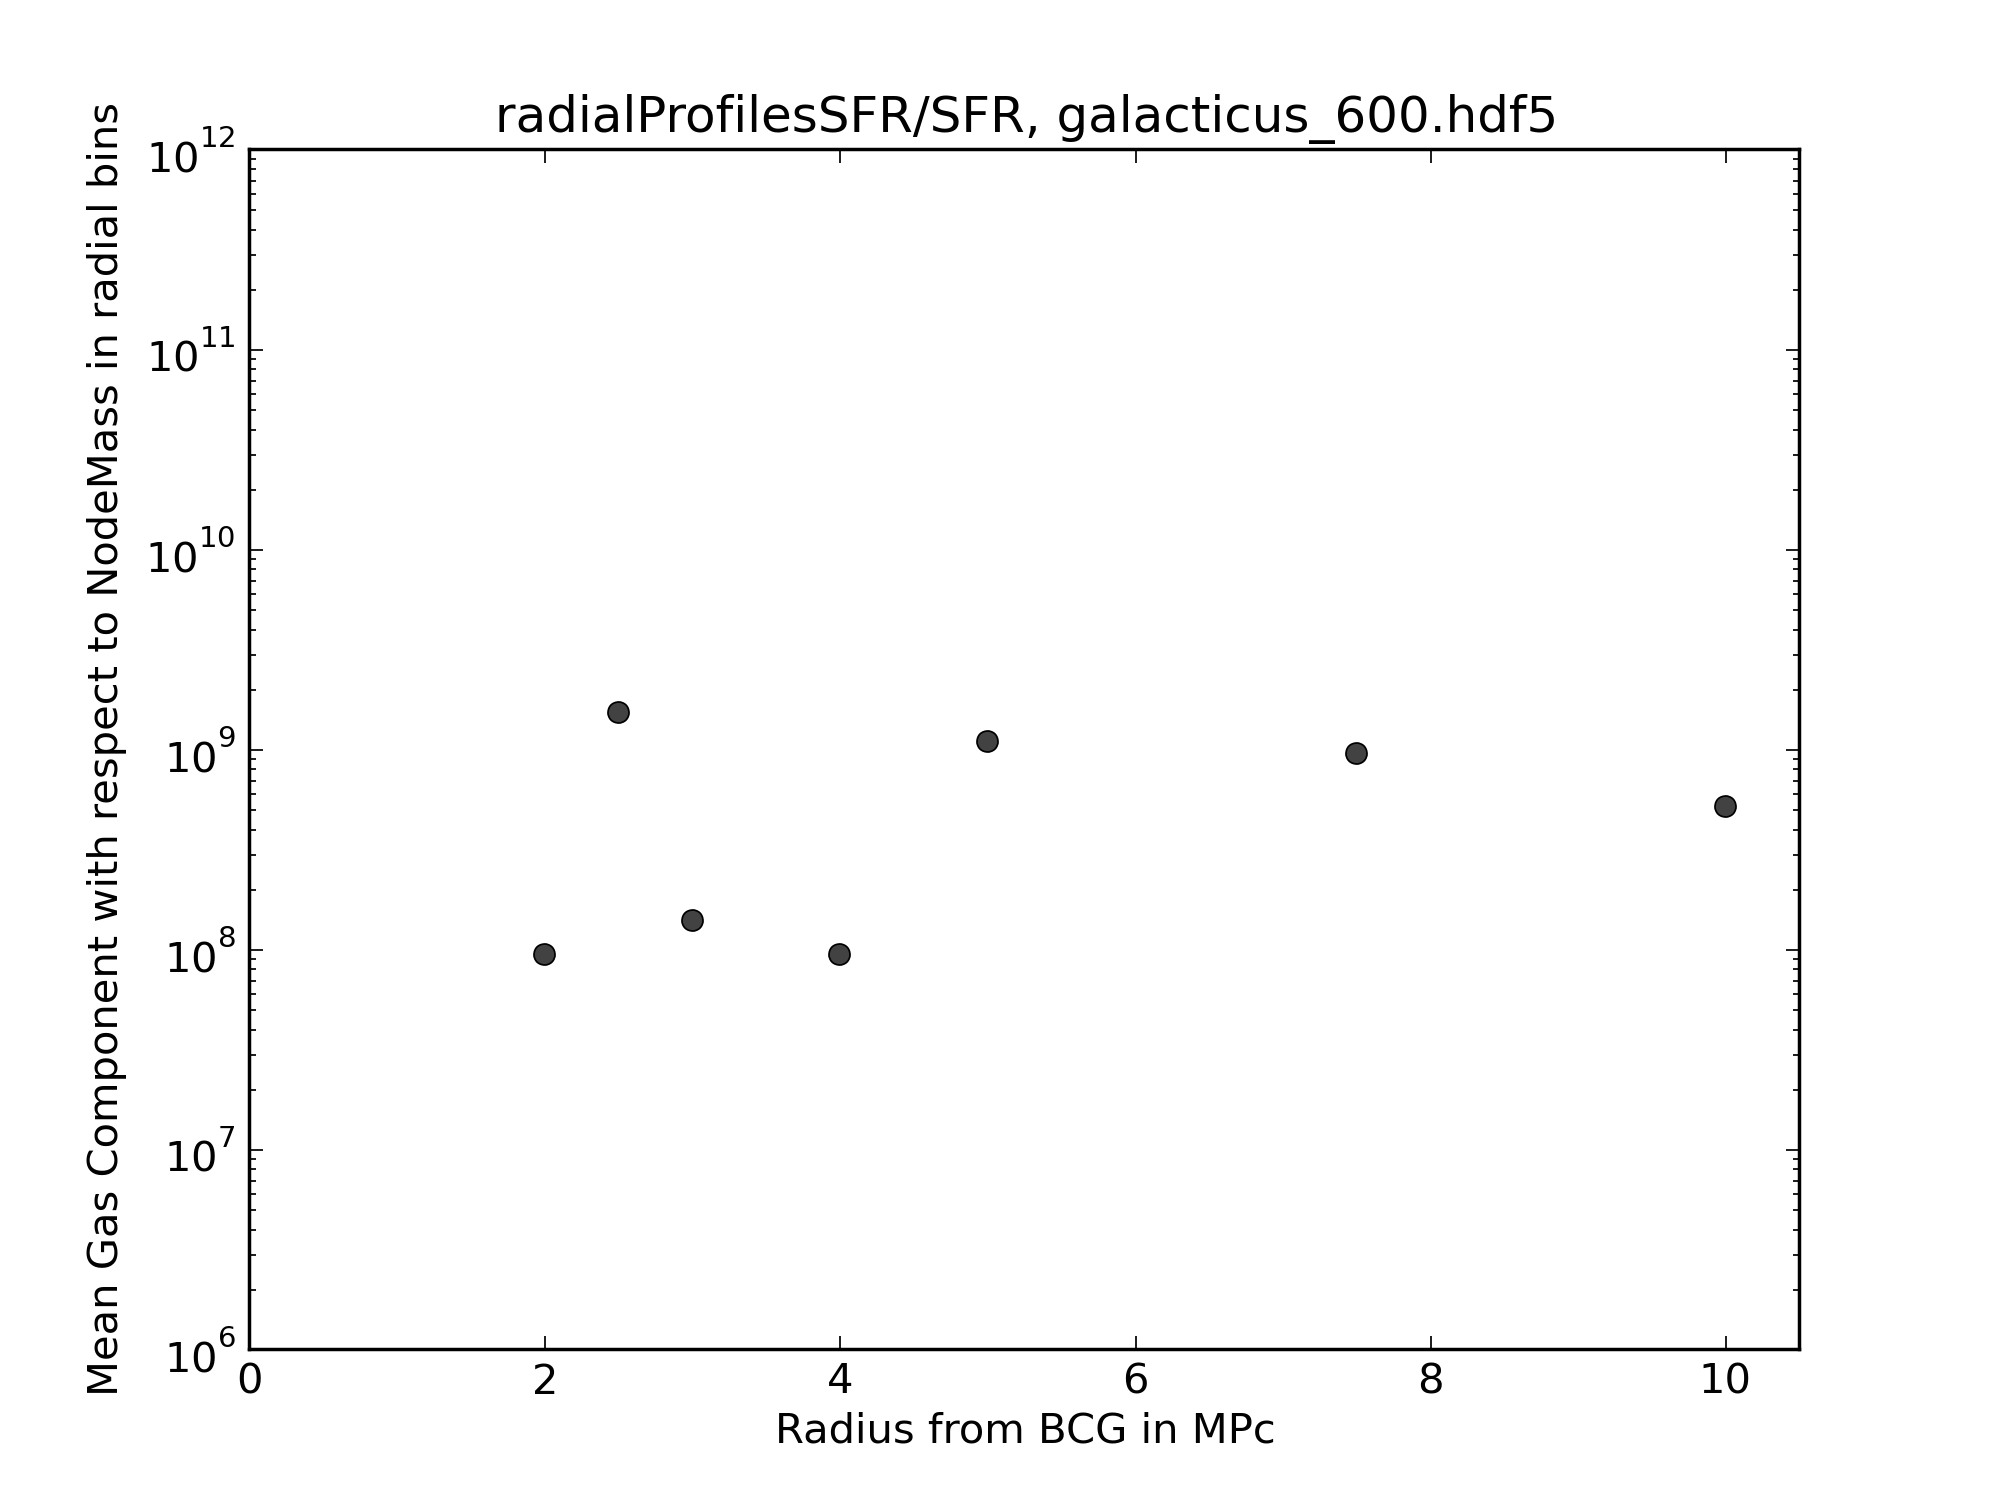 radialProfilesSFR/SFR, galacticus_600.hdf5
Mean Gas Component with respect to NodeMass in radial bins
10^12
10^11
10^10
10^9
10^8
10^7
10^6
0 2 4 6 8 10
Radius from BCG in MPc